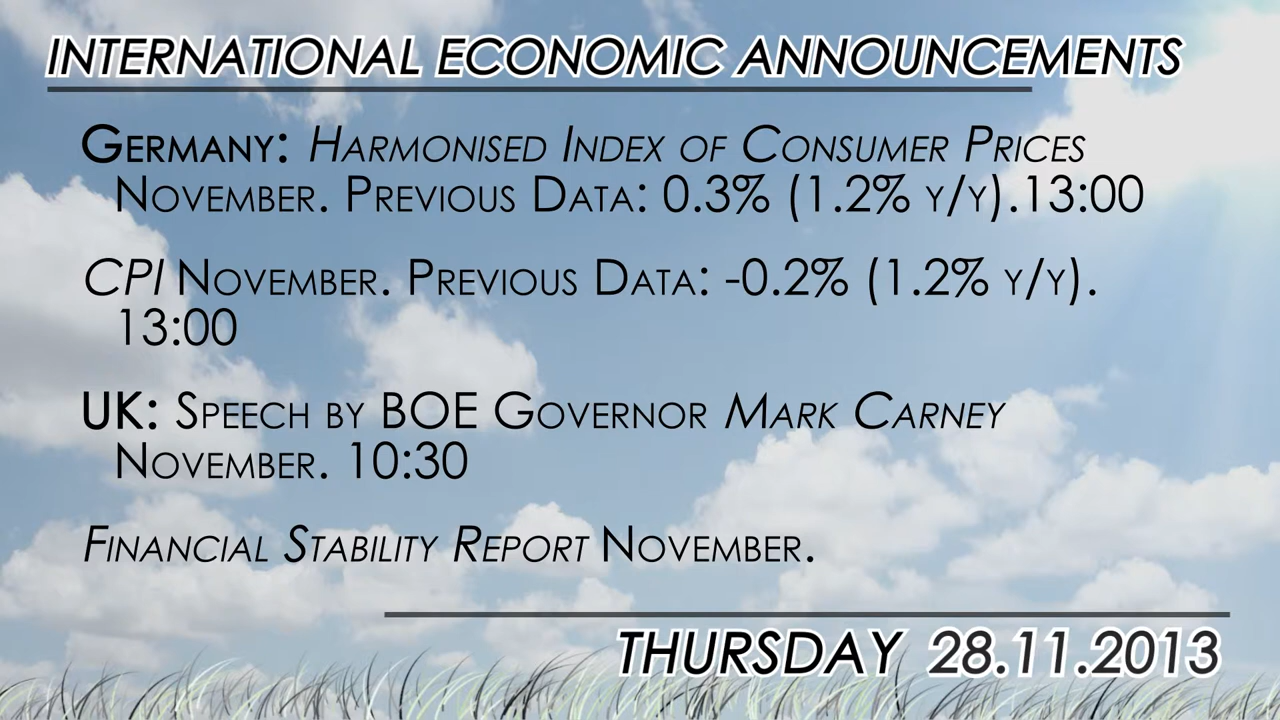 INTERNATIONAL ECONOMIC ANNOUNCEMENTS
GERMANY: HARMONISED INDEX OF CONSUMER PRICES
NOVEMBER. PREVIOUS DATA: 0.3% (1.2% Y/Y).13:00
CPI NOVEMBER. PREVIOUS DATA: -0.2% (1.2% Y/Y).
13:00
UK: SPEECH BY BOE GOVERNOR MARK CARNEY
NOVEMBER. 10:30
FINANCIAL STABILITY REPORT NOVEMBER.
THURSDAY 28.11.2013